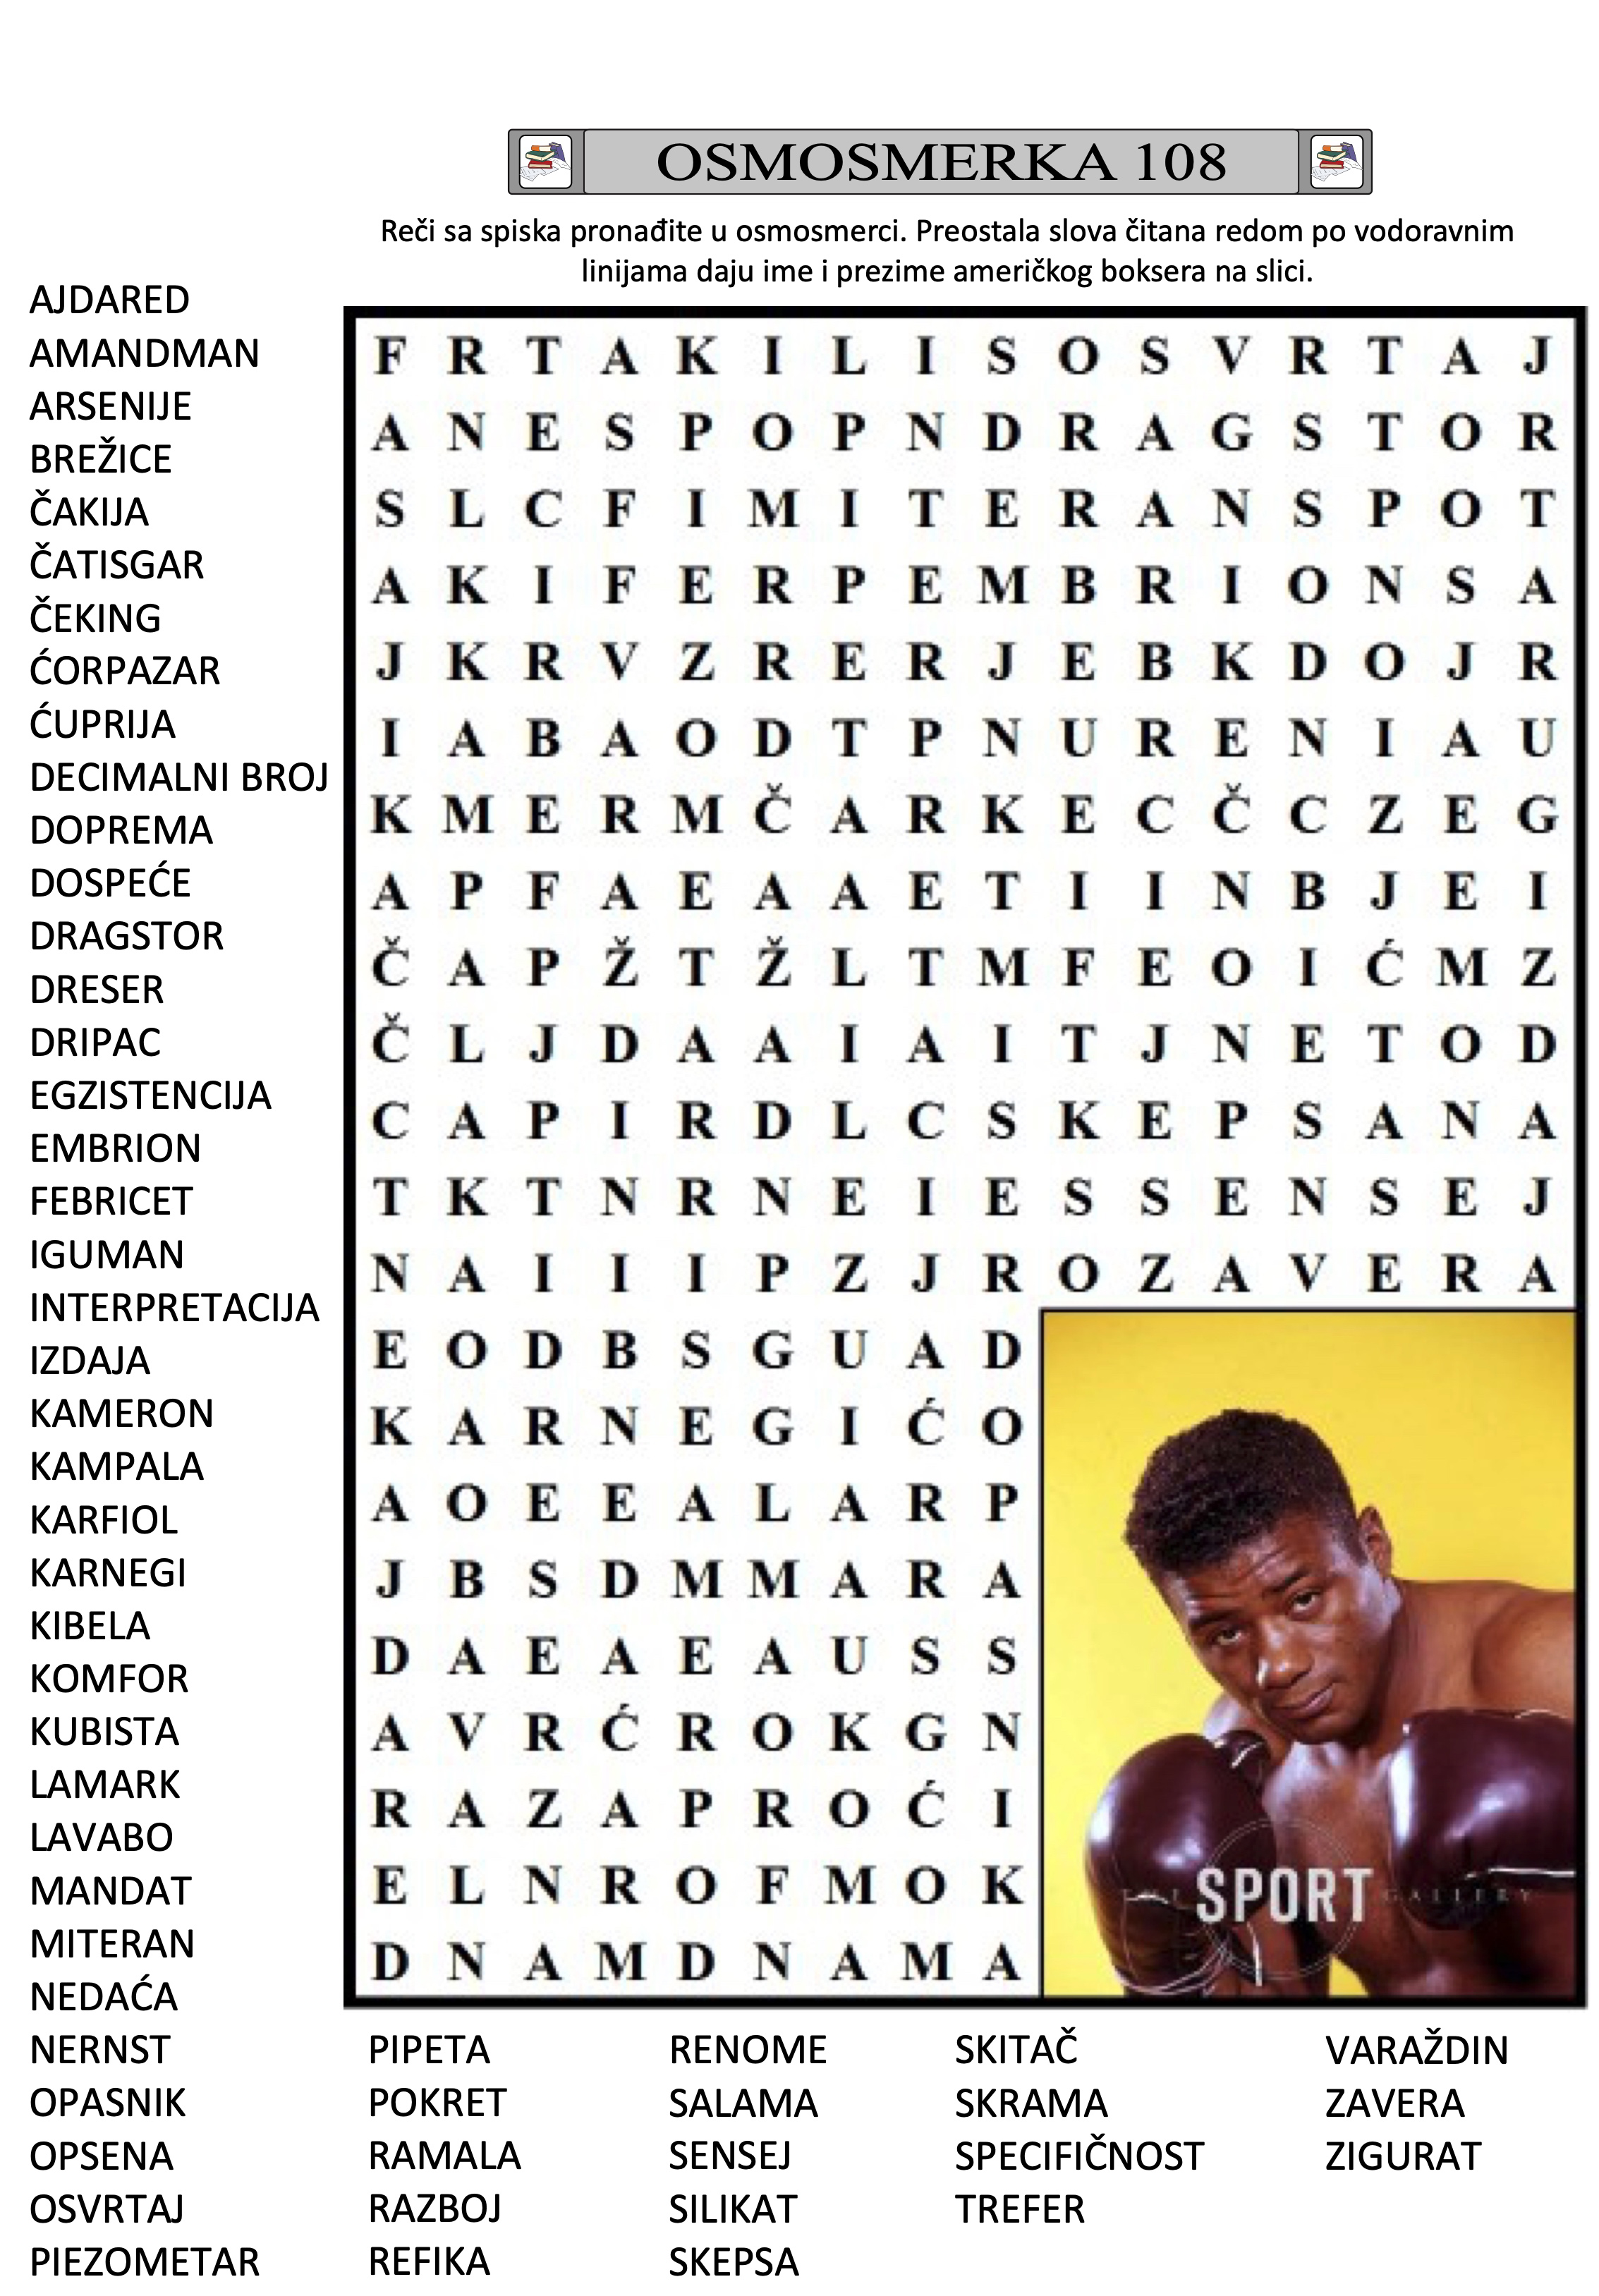 OSMOSMERKA 108
Reči sa spiska pronađite u osmosmerci. Preostala slova čitana redom po vodoravnim
linijama daju ime i prezime američkog boksera na slici.
AJDARED
AMANDMAN
ARSENIJE
BREŽICE
ČAKIJA
ČATISGAR
ČEKING
ĆORPAZAR
ĆUPRIJA
DECIMALNI BROJ
DOPREMA
DOSPEĆE
DRAGSTOR
DRESER
DRIPAC
EGZISTENCIJA
EMBRION
FEBRICET
IGUMAN
INTERPRETACIJA
IZDAJA
KAMERON
KAMPALA
KARFIOL
KARNEGI
KIBELA
KOMFOR
KUBISTA
LAMARK
LAVABO
MANDAT
MITERAN
NEDAĆA
NERNST
OPASNIK
OPSENA
OSVRTAJ
PIEZOMETAR
F R T A K I L I S O S V R T A J
A N E S P O P N D R A G S T O R
S L C F I M I T E R A N S P O T
A K I F E R P E M B R I O N S A
J K R V Z R E R J E B K D O J R
I A B A O D T P N U R E N I A U
K M E R M Č A R K E C Č C Z E G
A P F A E A A E T I I N B J E I
Č A P Ž T Ž L T M F E O I Ć M Z
Č L J D A A I A I T J N E T O D
C A P I R D L C S K E P S A N A
T K T N R N E I E S S E N S E J
N A I I I P Z J R O Z A V E R A
E O D B S G U A D
K A R N E G I Ć O
A O E E A L A R P
J B S D M M A R A
D A E A E A U S S
A V R Ć R O K G N
R A Z A P R O Ć I
E L N R O F M O K
D N A M D N A M A
THE SPORT GALLERY
PIPETA
POKRET
RAMALA
RAZBOJ
REFIKA
RENOME
SALAMA
SENSEJ
SILIKAT
SKEPSA
SKITAČ
SKRAMA
SPECIFIČNOST
TREFER
VARAŽDIN
ZAVERA
ZIGURAT